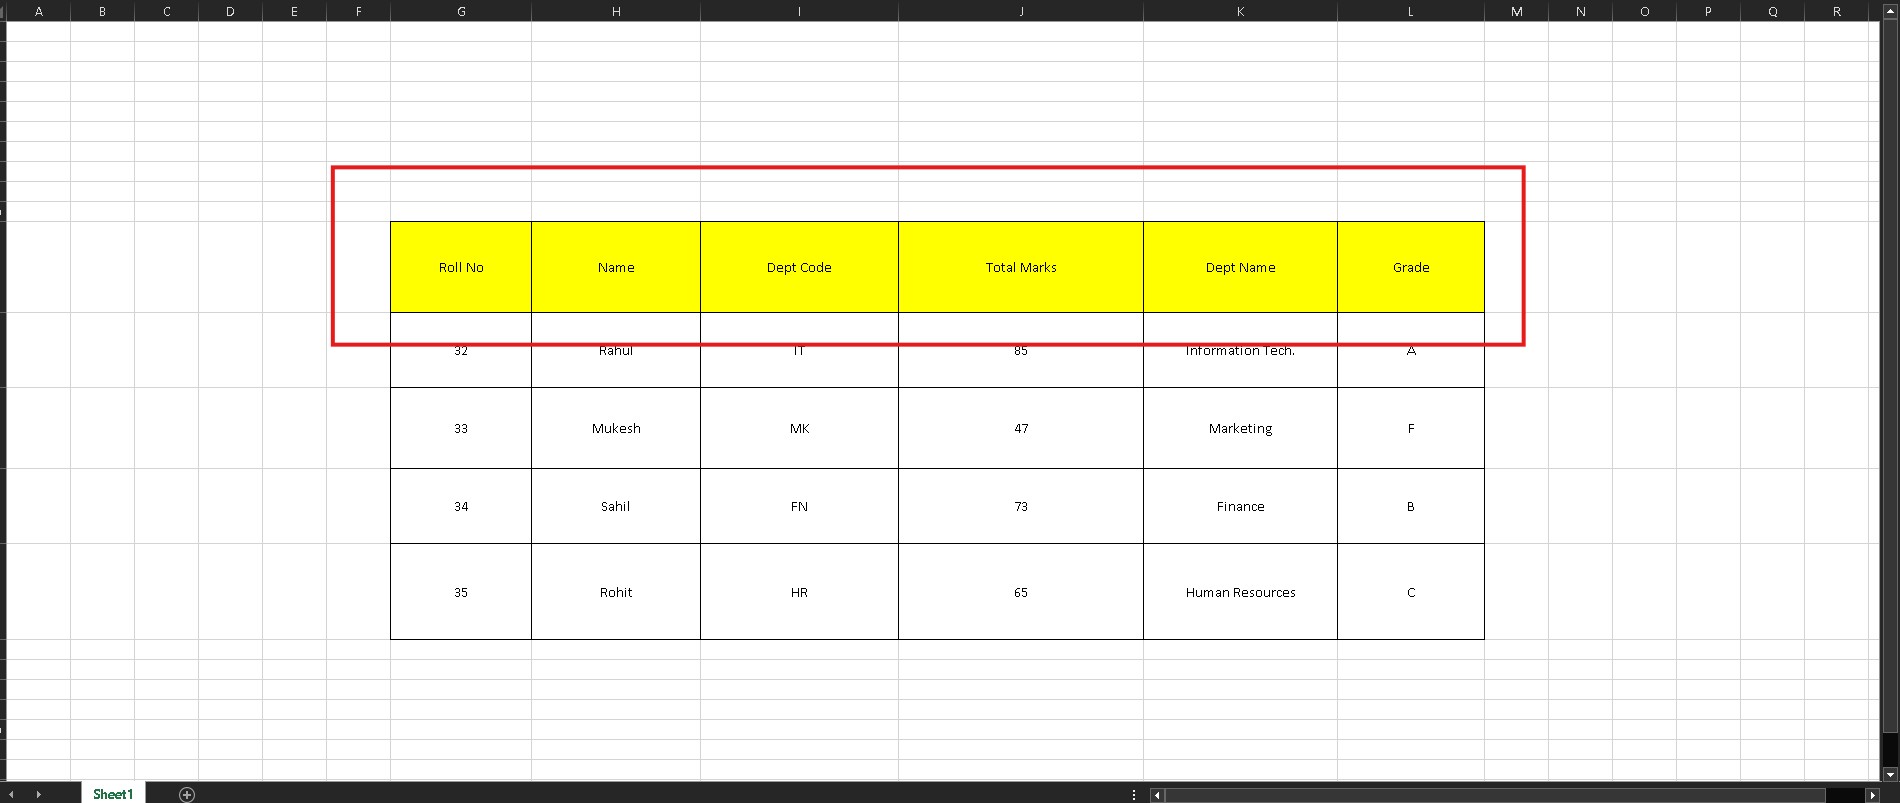 A B C D E F G H I J K L M N O P Q R
Roll No Name Dept Code Total Marks Dept Name Grade
32 Rahul IT 85 Information Tech. A
33 Mukesh MK 47 Marketing F
34 Sahil FN 73 Finance B
35 Rohit HR 65 Human Resources C
Sheet1